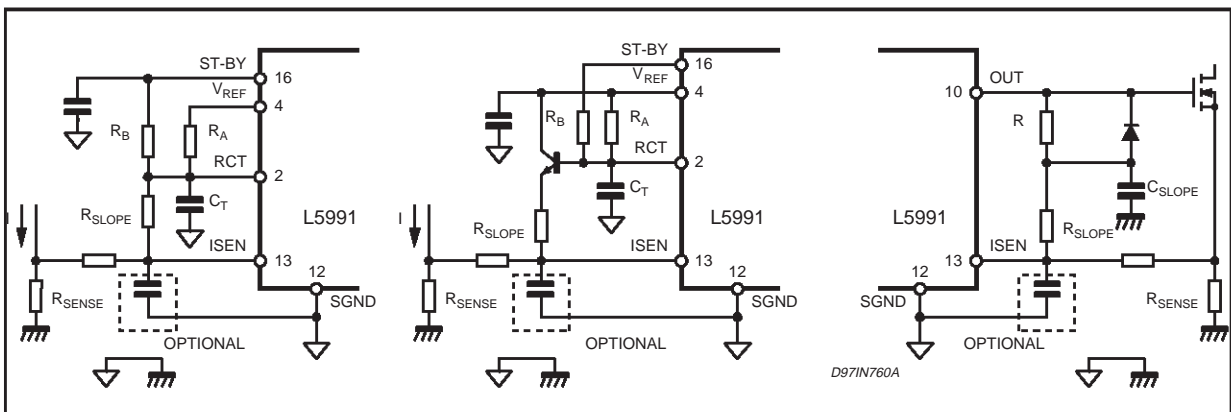 ST-BY
16
VREF
4
RB
RA
RCT
2
CT
RSLOPE
L5991
I
ISEN
13
12
SGND
RSENSE
OPTIONAL
ST-BY
16
VREF
4
RB
RA
RCT
2
CT
RSLOPE
L5991
I
ISEN
13
12
SGND
RSENSE
OPTIONAL
OUT
10
R
CSLOPE
L5991
RSLOPE
ISEN
13
12
SGND
RSENSE
OPTIONAL
D97IN760A